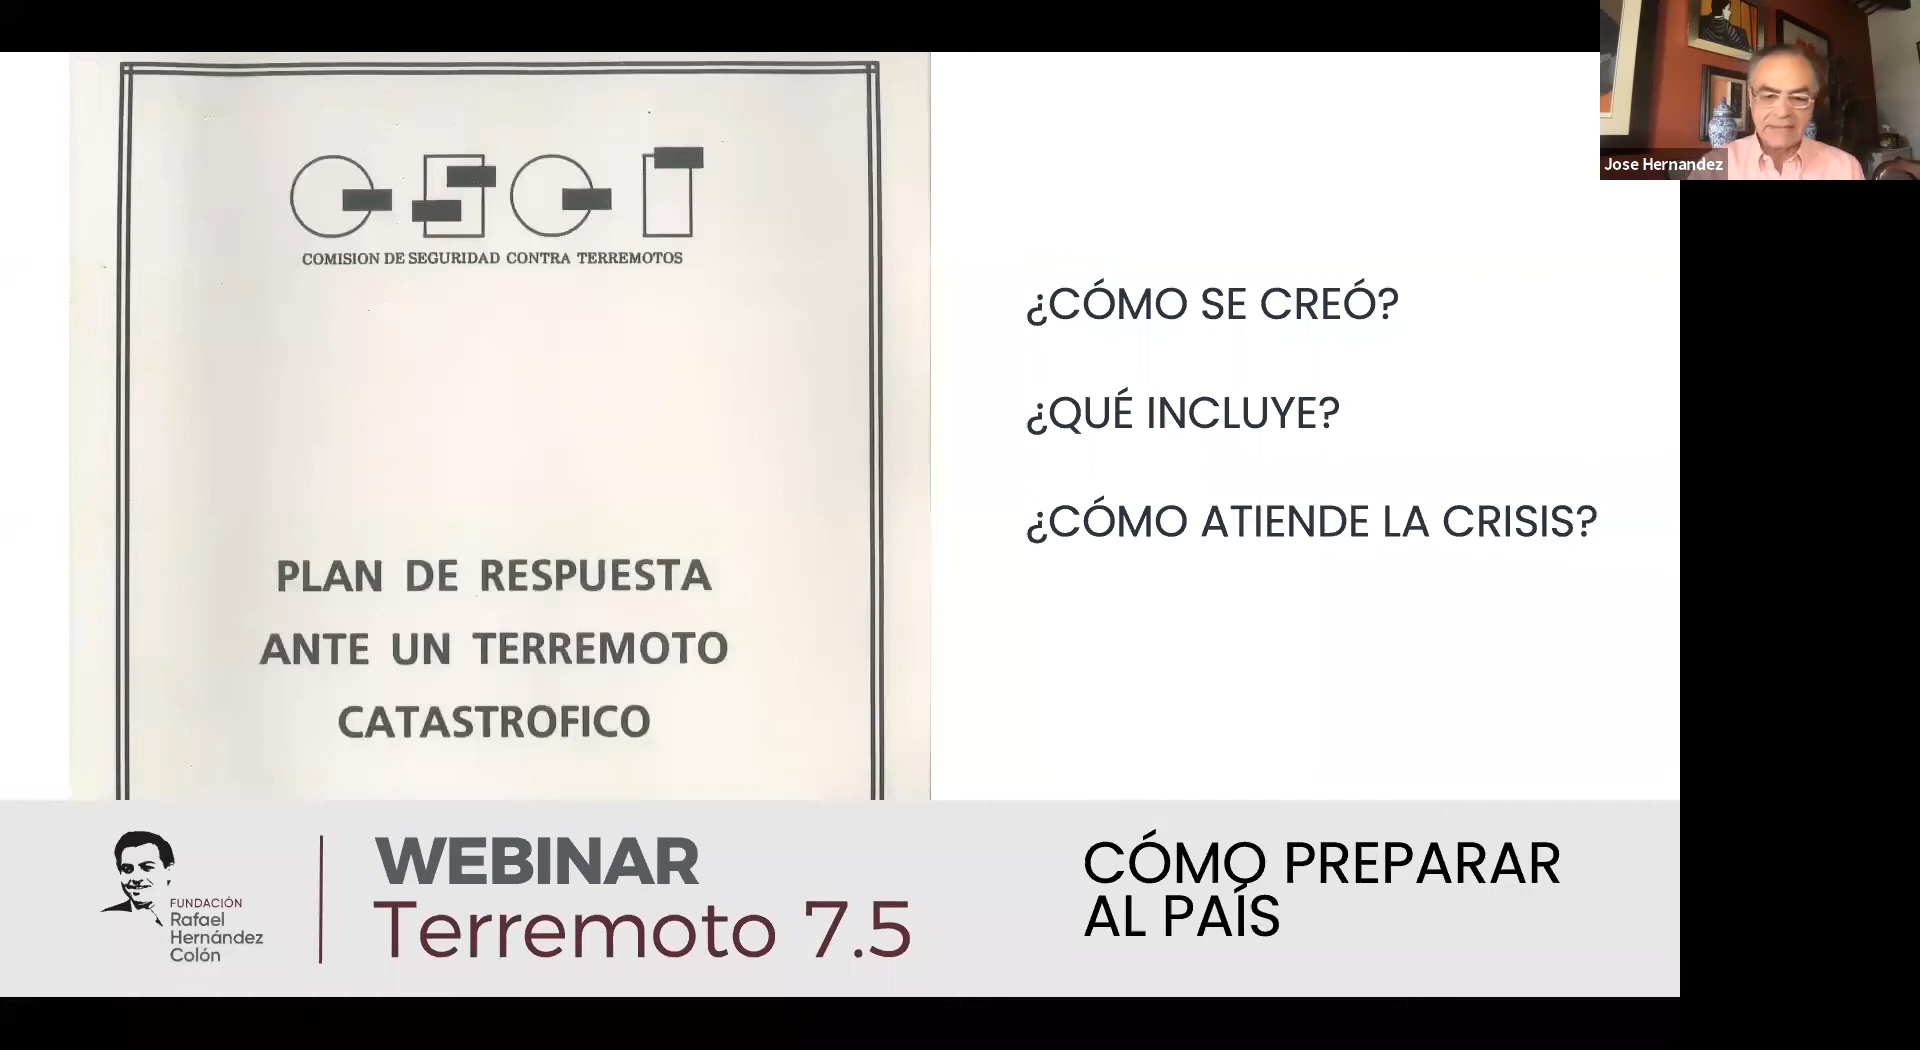 CSCT
COMISION DE SEGURIDAD CONTRA TERREMOTOS
PLAN DE RESPUESTA
ANTE UN TERREMOTO
CATASTROFICO
¿CÓMO SE CREÓ?
¿QUÉ INCLUYE?
¿CÓMO ATIENDE LA CRISIS?
Jose Hernandez
FUNDACIÓN
Rafael
Hernández
Colón
WEBINAR
Terremoto 7.5
CÓMO PREPARAR
AL PAÍS